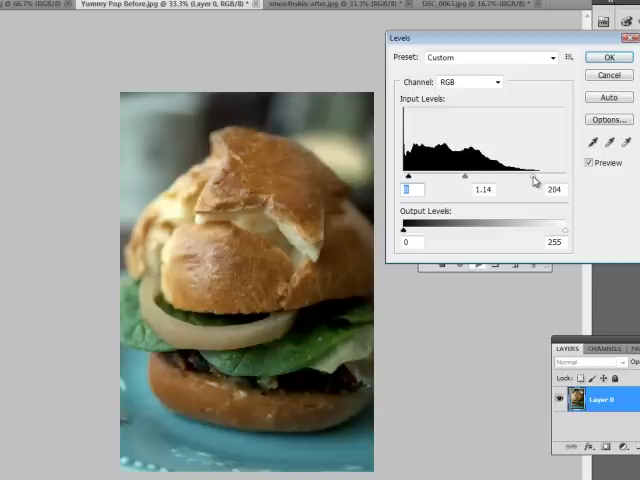 g @ 66.7% (RGB/8) × Yummy Pop Before.jpg @ 33.3% (Layer 0, RGB/8) * × smoothskin after.jpg @ 33.3% (RGB/8) * × DSC_0063.jpg @ 16.7% (RGB/8) * ×
Levels
Preset: Custom
OK
Channel: RGB
Cancel
Input Levels:
Auto
Options...
Preview
1.14 204
Output Levels:
0 255
LAYERS CHANNELS PA
Normal Op
Lock:
Layer 0
fx.